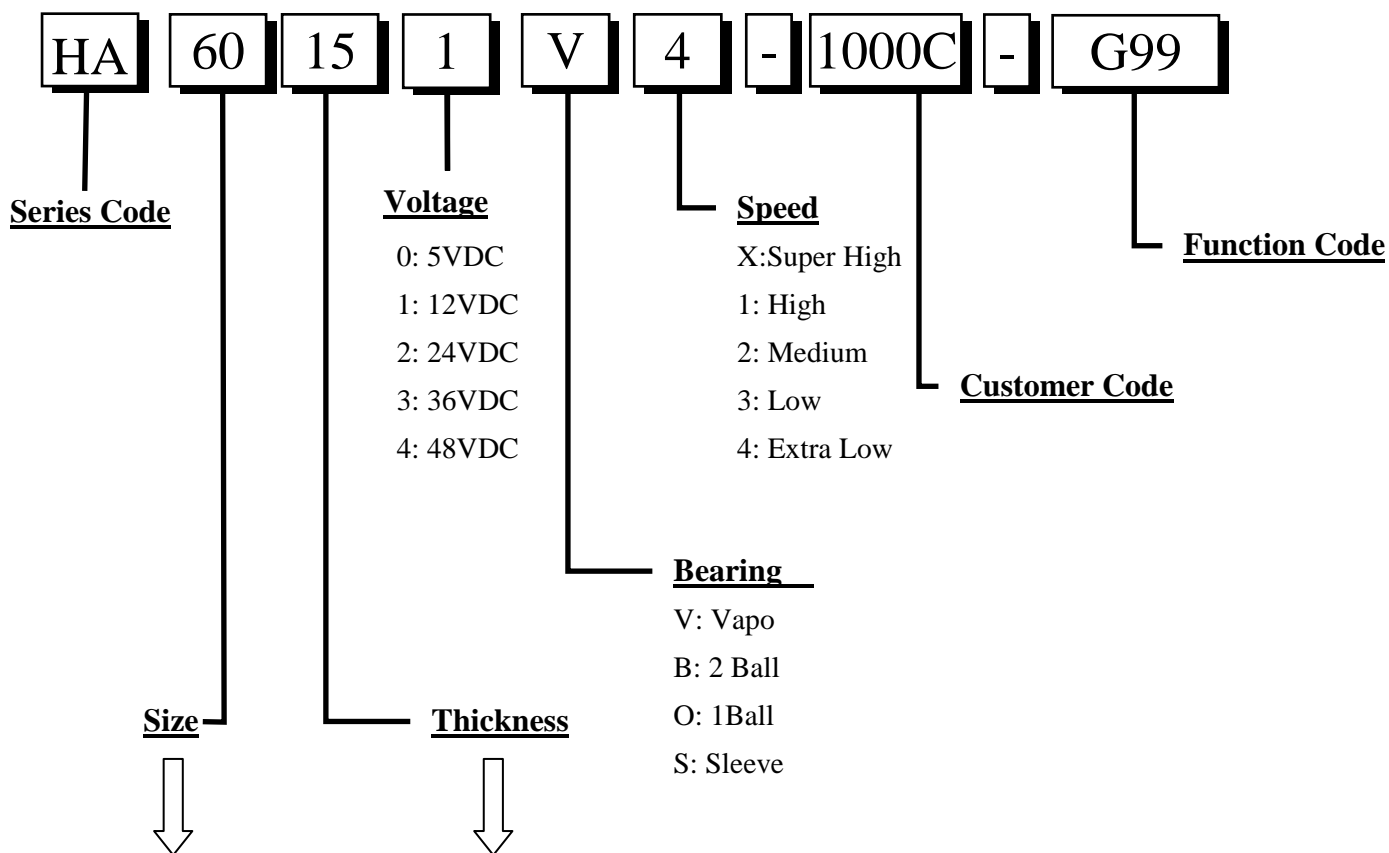 HA 60 15 1 V 4 - 1000C - G99
Series Code
Voltage
0: 5VDC
1: 12VDC
2: 24VDC
3: 36VDC
4: 48VDC
Speed
X:Super High
1: High
2: Medium
3: Low
4: Extra Low
Function Code
Customer Code
Bearing
V: Vapo
B: 2 Ball
O: 1Ball
S: Sleeve
Size
Thickness